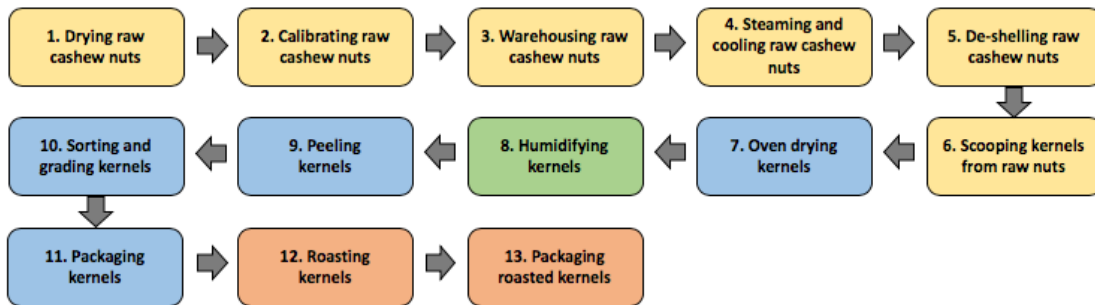 1. Drying raw
cashew nuts
2. Calibrating raw
cashew nuts
3. Warehousing raw
cashew nuts
4. Steaming and
cooling raw cashew
nuts
5. De-shelling raw
cashew nuts
6. Scooping kernels
from raw nuts
7. Oven drying
kernels
8. Humidifying
kernels
9. Peeling
kernels
10. Sorting and
grading kernels
11. Packaging
kernels
12. Roasting
kernels
13. Packaging
roasted kernels